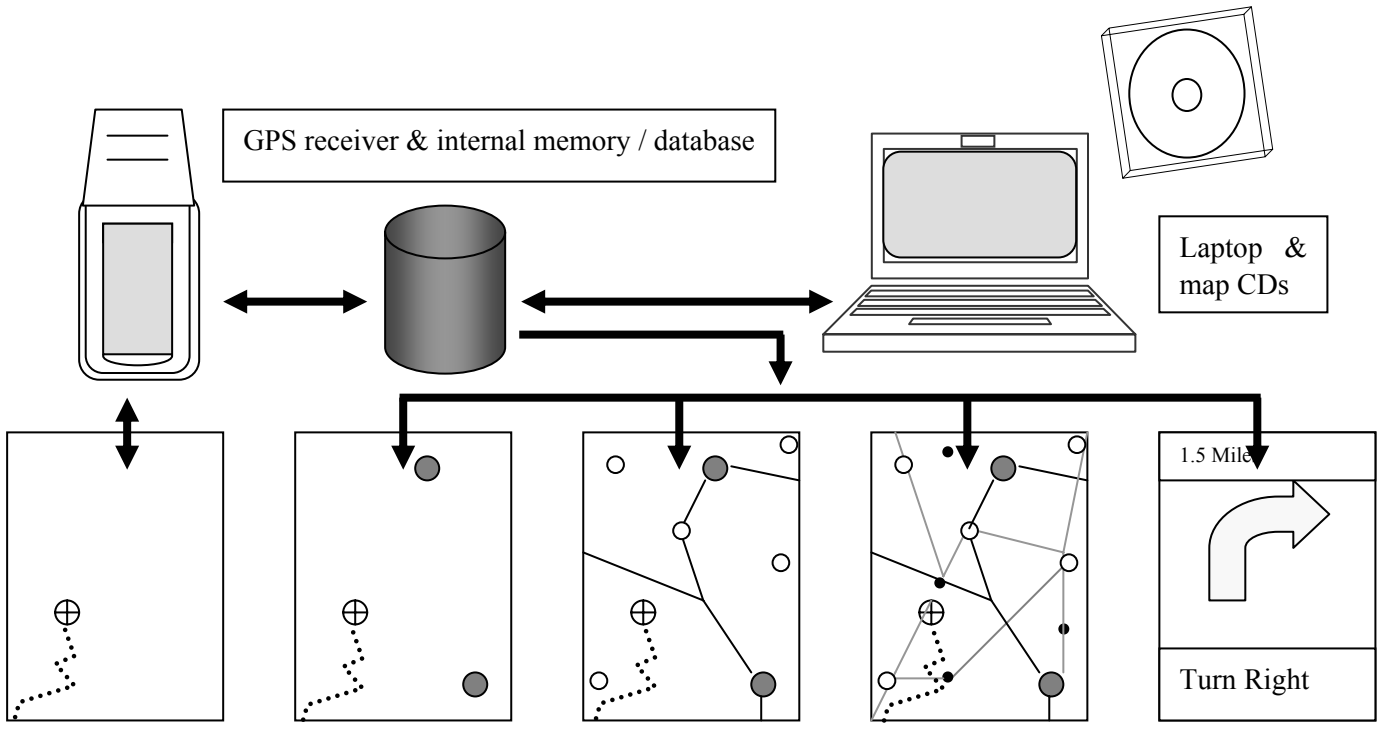 GPS receiver & internal memory / database
Laptop &
map CDs
1.5 Mile
Turn Right